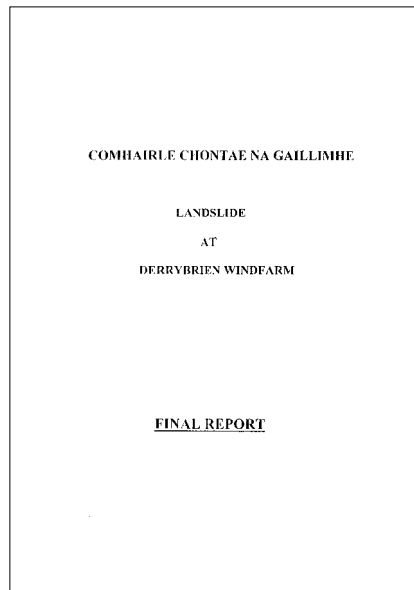 COMHAIRLE CHONTAE NA GAILLIMHE
LANDSLIDE
AT
DERRYBRIEN WINDFARM
FINAL REPORT